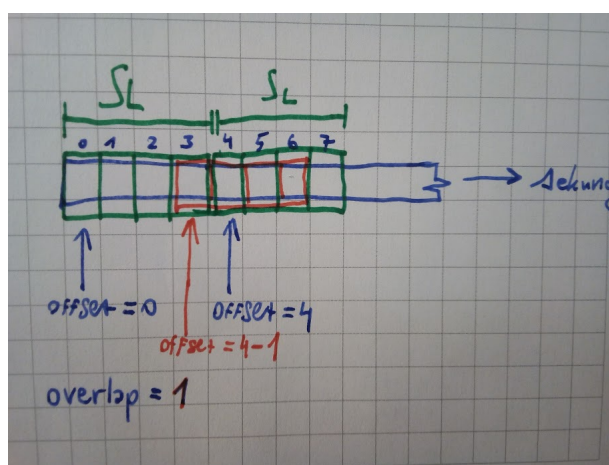 SL SL
0 1 2 3 4 5 6 7
offset = 0 offset = 4
offset = 4-1
overlap = 1